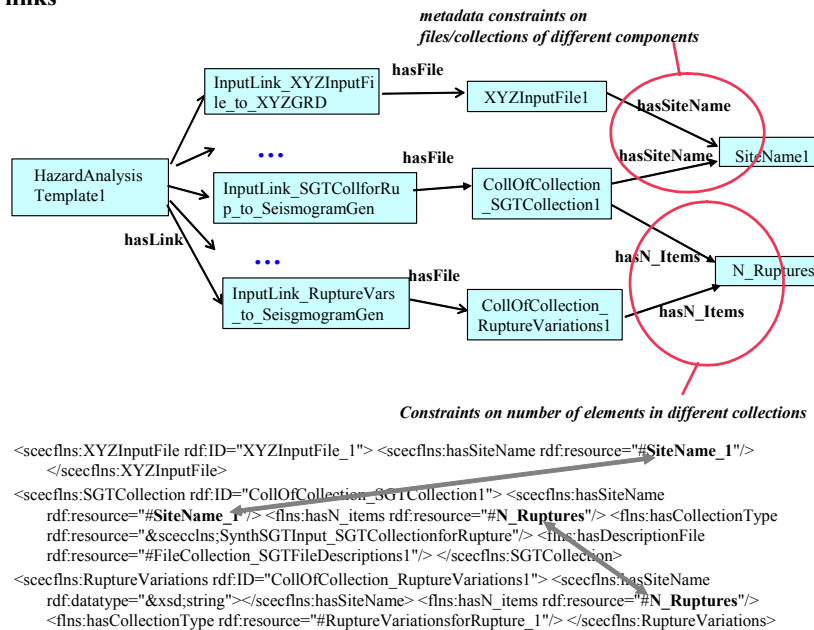 links
metadata constraints on
files/collections of different components
InputLink_XYZInputFi
le_to_XYZGRD
hasFile
XYZInputFile1
hasSiteName
...
hasFile
hasSiteName
SiteName1
HazardAnalysis
Template1
InputLink_SGTCollforRu
p_to_SeismogramGen
CollOfCollection
_SGTCollection1
hasLink
...
hasN_Items
N_Ruptures
hasFile
InputLink_RuptureVars
_to_SeisgmogramGen
CollOfCollection_
RuptureVariations1
hasN_Items
Constraints on number of elements in different collections
<scecflns:XYZInputFile rdf:ID="XYZInputFile_1"> <scecflns:hasSiteName rdf:resource="#SiteName_1"/>
</scecflns:XYZInputFile>
<scecflns:SGTCollection rdf:ID="CollOfCollection_SGTCollection1"> <scecflns:hasSiteName
rdf:resource="#SiteName_1"/> <flns:hasN_items rdf:resource="#N_Ruptures"/> <flns:hasCollectionType
rdf:resource="&scecclns;SynthSGTInput_SGTCollectionforRupture"/> <flns:hasDescriptionFile
rdf:resource="#FileCollection_SGTFileDescriptions1"/> </scecflns:SGTCollection>
<scecflns:RuptureVariations rdf:ID="CollOfCollection_RuptureVariations1"> <scecflns:hasSiteName
rdf:datatype="&xsd;string"></scecflns:hasSiteName> <flns:hasN_items rdf:resource="#N_Ruptures"/>
<flns:hasCollectionType rdf:resource="#RuptureVariationsforRupture_1"/> </scecflns:RuptureVariations>